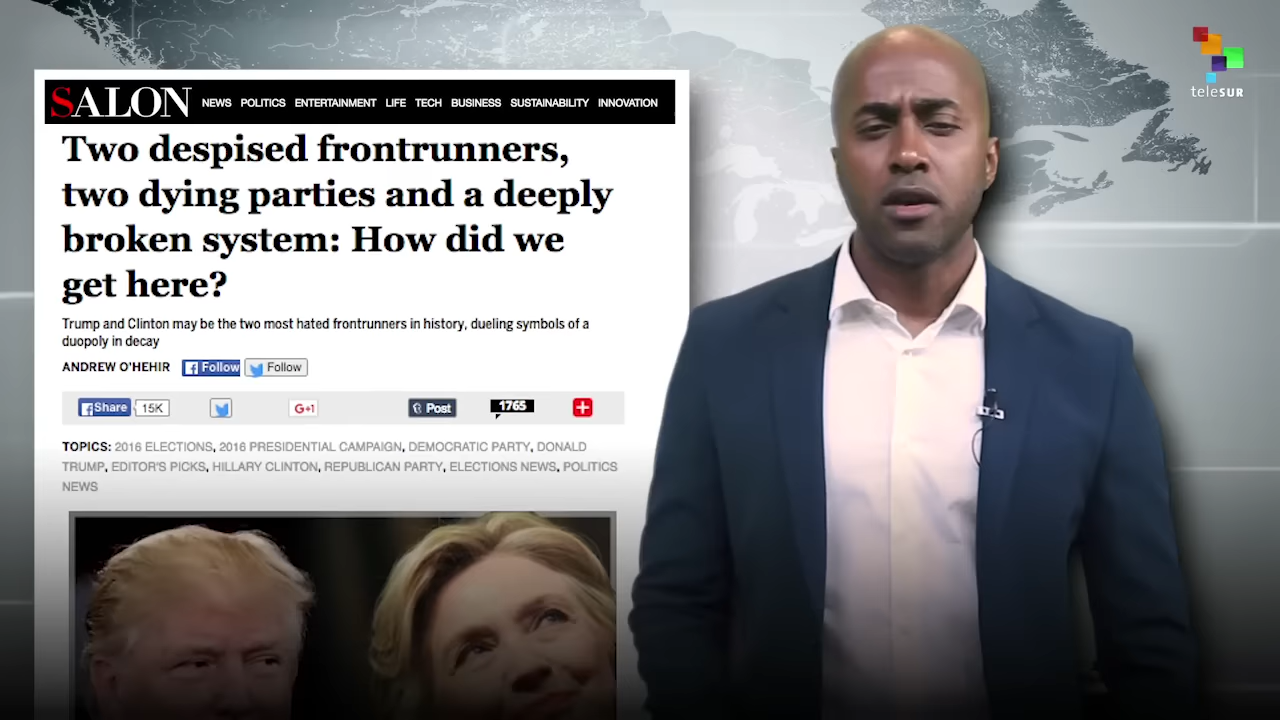 SALON NEWS POLITICS ENTERTAINMENT LIFE TECH BUSINESS SUSTAINABILITY INNOVATION
Two despised frontrunners,
two dying parties and a deeply
broken system: How did we
get here?
Trump and Clinton may be the two most hated frontrunners in history, dueling symbols of a
duopoly in decay
ANDREW O'HEHIR Follow Follow
Share 15K G+1 Post 1765
TOPICS: 2016 ELECTIONS, 2016 PRESIDENTIAL CAMPAIGN, DEMOCRATIC PARTY, DONALD
TRUMP, EDITOR'S PICKS, HILLARY CLINTON, REPUBLICAN PARTY, ELECTIONS NEWS, POLITICS
NEWS
teleSUR